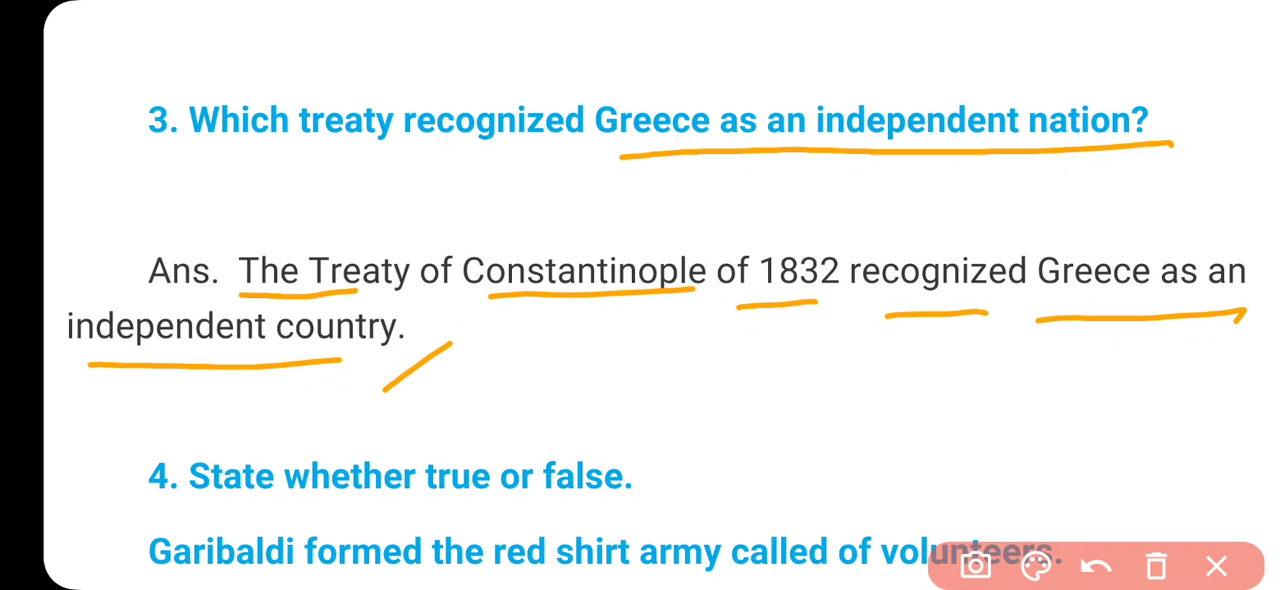 3. Which treaty recognized Greece as an independent nation?
Ans. The Treaty of Constantinople of 1832 recognized Greece as an
independent country.
4. State whether true or false.
Garibaldi formed the red shirt army called of volunteers.